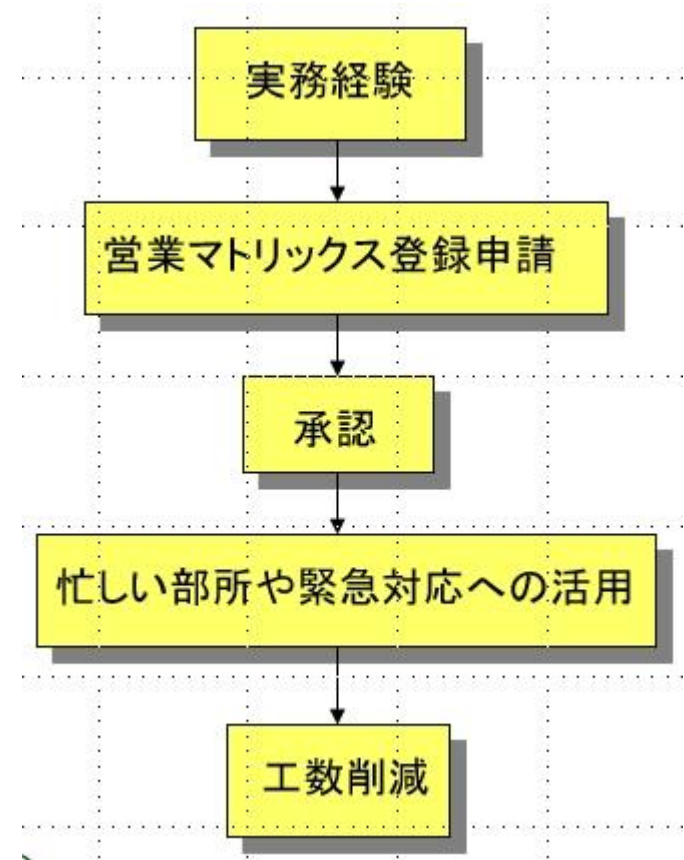 実務経験
営業マトリックス登録申請
承認
忙しい部所や緊急対応への活用
工数削減